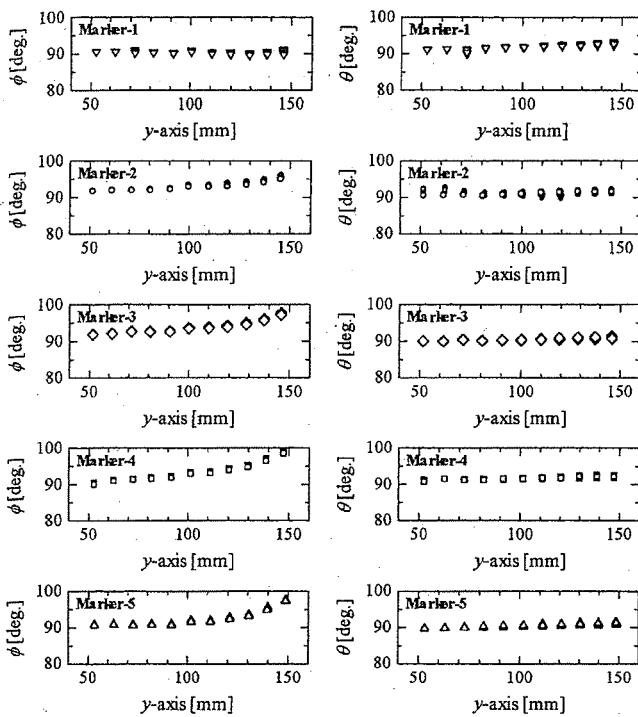 Marker-1
100
90
80
ϕ [deg.]
50 100 150
y-axis [mm]
Marker-1
100
90
80
θ [deg.]
50 100 150
y-axis [mm]
Marker-2
100
90
80
ϕ [deg.]
50 100 150
y-axis [mm]
Marker-2
100
90
80
θ [deg.]
50 100 150
y-axis [mm]
Marker-3
100
90
80
ϕ [deg.]
50 100 150
y-axis [mm]
Marker-3
100
90
80
θ [deg.]
50 100 150
y-axis [mm]
Marker-4
100
90
80
ϕ [deg.]
50 100 150
y-axis [mm]
Marker-4
100
90
80
θ [deg.]
50 100 150
y-axis [mm]
Marker-5
100
90
80
ϕ [deg.]
50 100 150
y-axis [mm]
Marker-5
100
90
80
θ [deg.]
50 100 150
y-axis [mm]